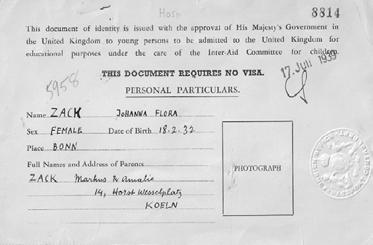 Host
8814
This document of identity is issued with the approval of His Majesty's Government in
the United Kingdom to young persons to be admitted to the United Kingdom for
educational purposes under the care of the Inter-Aid Committee for children.
17. JULI 1939
THIS DOCUMENT REQUIRES NO VISA.
5958
PERSONAL PARTICULARS.
Name ZACK JOHANNA FLORA
Sex FEMALE Date of Birth 18.2.32
Place BONN
Full Names and Address of Parents
ZACK Markus & Amalie
14, Horst Wesselplatz
KOELN
PHOTOGRAPH